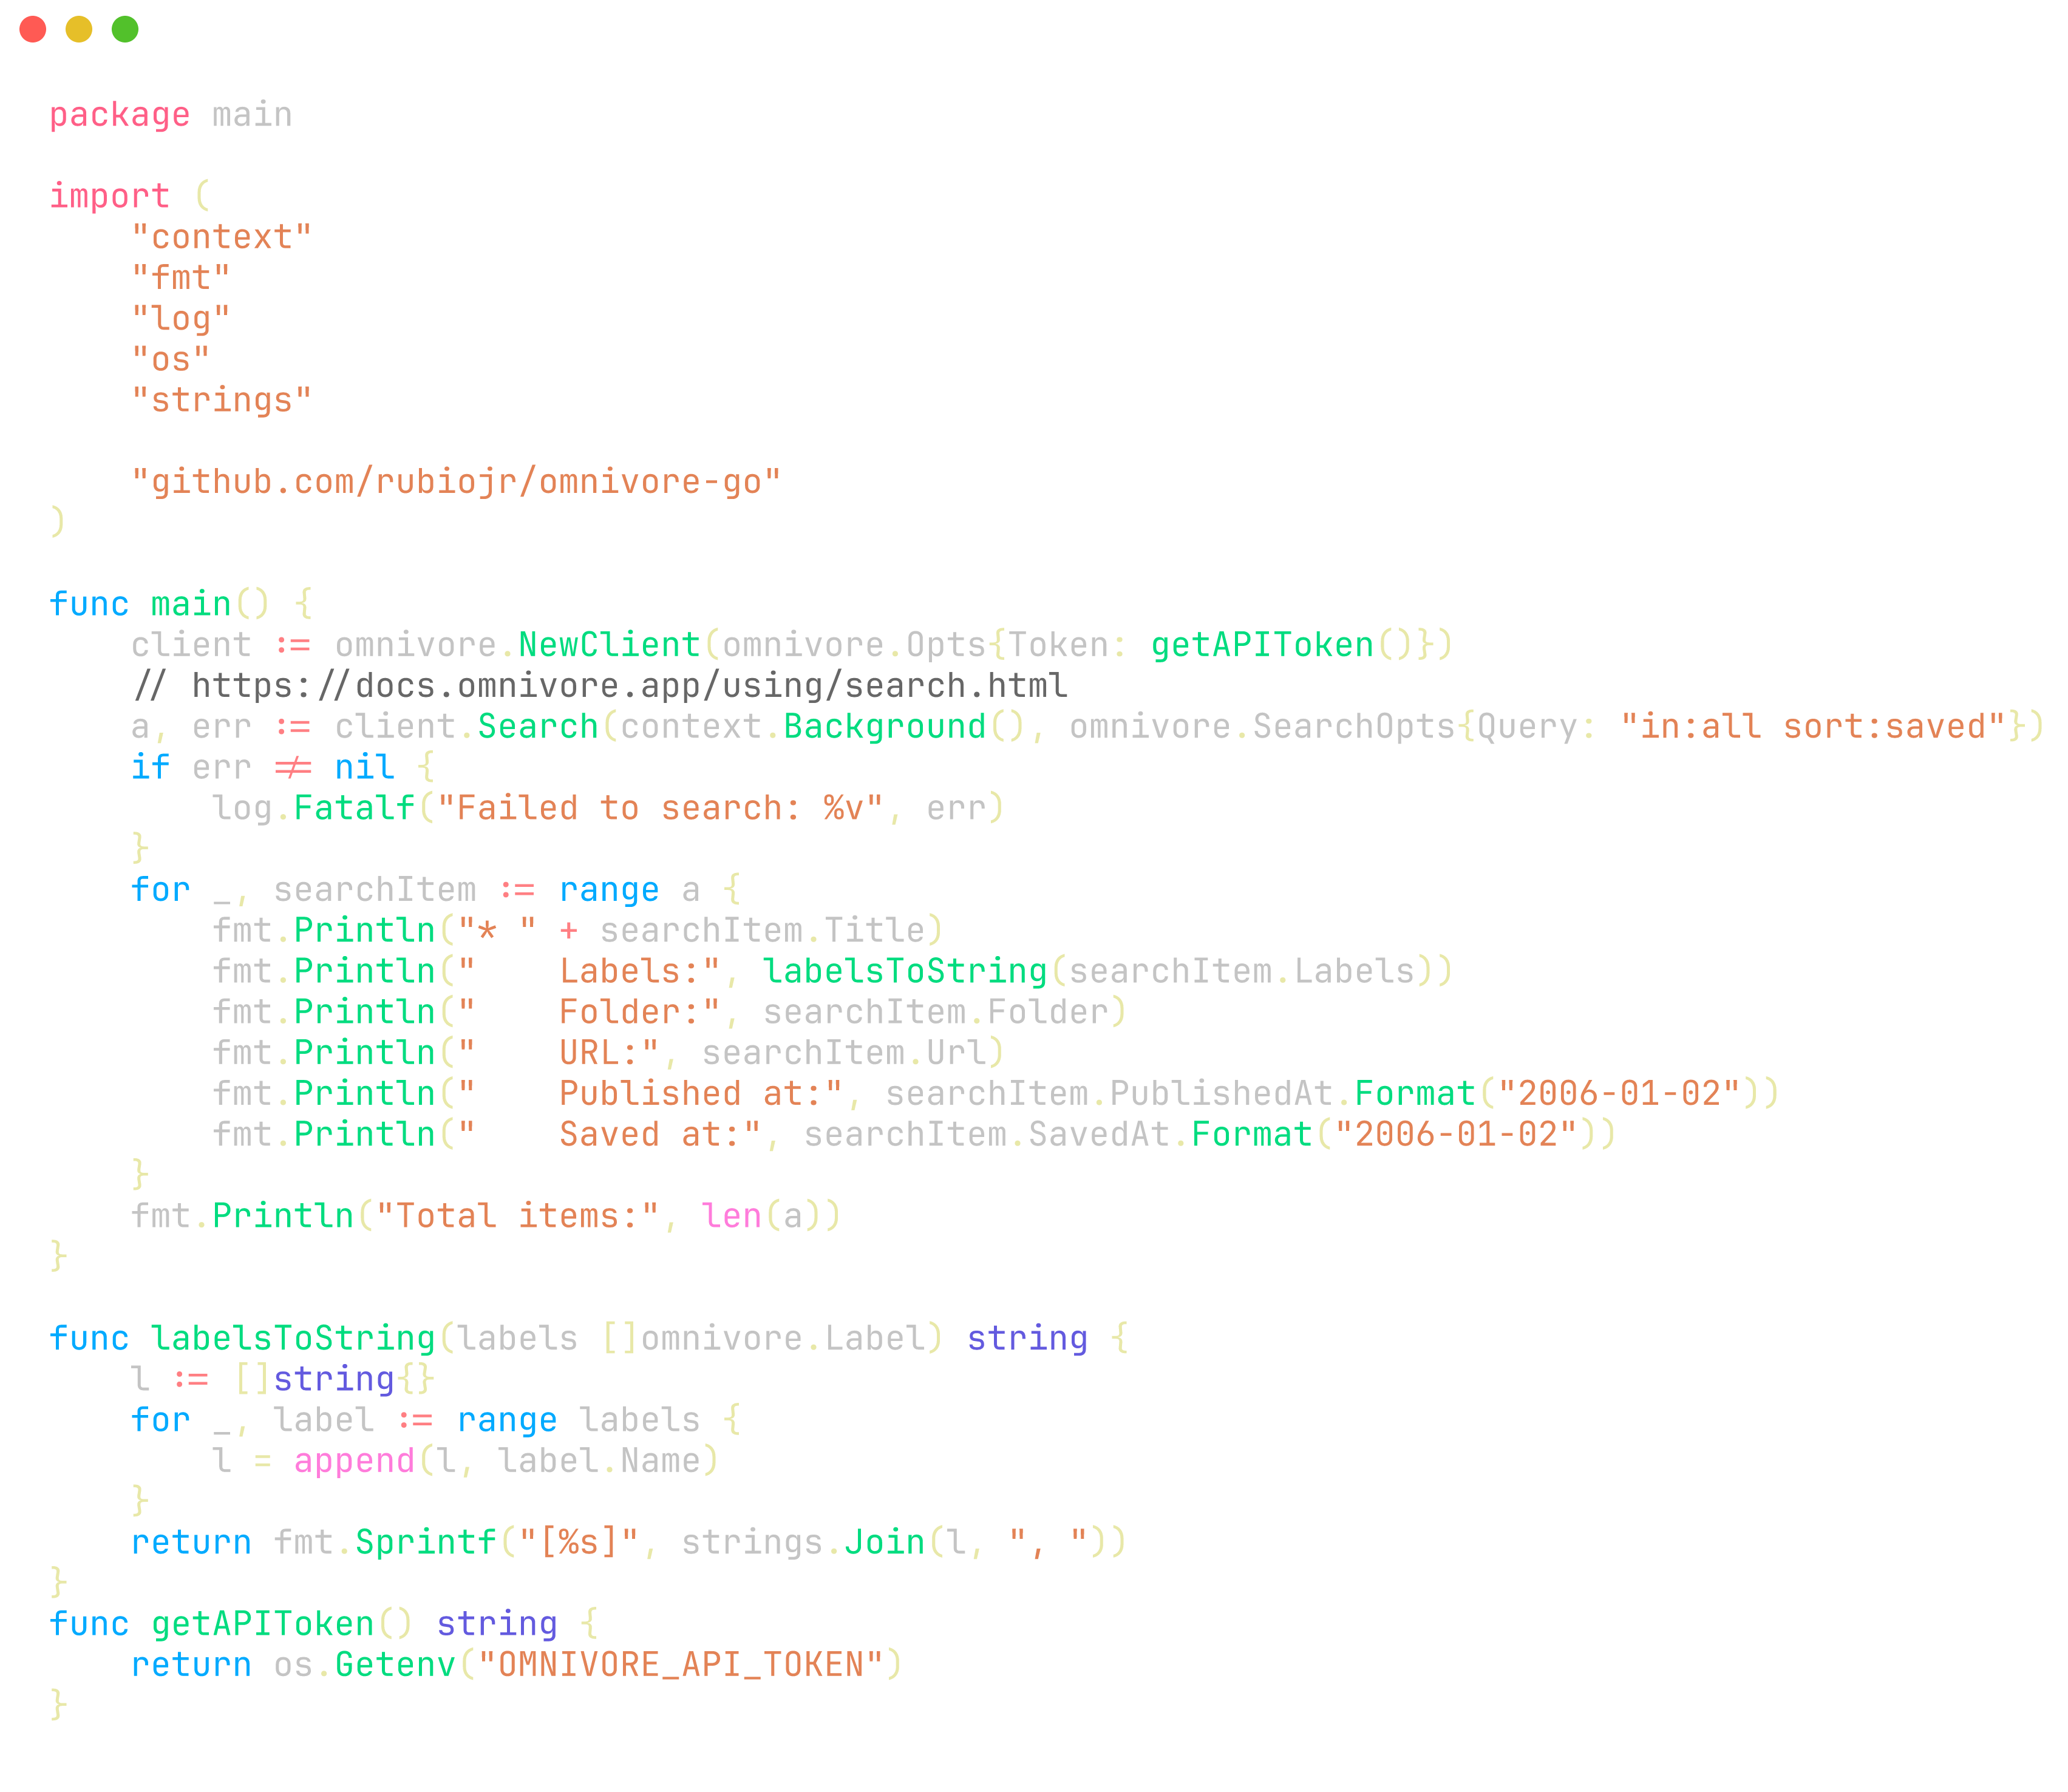 package main

import (
    "context"
    "fmt"
    "log"
    "os"
    "strings"

    "github.com/rubiojr/omnivore-go"
)

func main() {
    client := omnivore.NewClient(omnivore.Opts{Token: getAPIToken()})
    // https://docs.omnivore.app/using/search.html
    a, err := client.Search(context.Background(), omnivore.SearchOpts{Query: "in:all sort:saved"})
    if err != nil {
        log.Fatalf("Failed to search: %v", err)
    }
    for _, searchItem := range a {
        fmt.Println("* " + searchItem.Title)
        fmt.Println("    Labels:", labelsToString(searchItem.Labels))
        fmt.Println("    Folder:", searchItem.Folder)
        fmt.Println("    URL:", searchItem.Url)
        fmt.Println("    Published at:", searchItem.PublishedAt.Format("2006-01-02"))
        fmt.Println("    Saved at:", searchItem.SavedAt.Format("2006-01-02"))
    }
    fmt.Println("Total items:", len(a))
}

func labelsToString(labels []omnivore.Label) string {
    l := []string{}
    for _, label := range labels {
        l = append(l, label.Name)
    }
    return fmt.Sprintf("[%s]", strings.Join(l, ", "))
}
func getAPIToken() string {
    return os.Getenv("OMNIVORE_API_TOKEN")
}